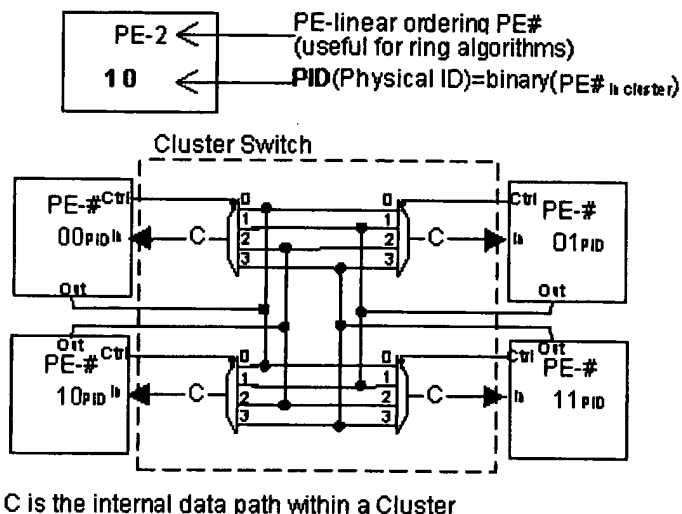 PE-2
PE-linear ordering PE#
(useful for ring algorithms)
10
PID(Physical ID)=binary(PE# in cluster)
Cluster Switch
PE-# Ctrl
00PID In
Out
0
1
2
3
C
0
1
2
3
C
Ctrl PE-#
In 01PID
Out
Out
PE-# Ctrl
10PID In
0
1
2
3
C
0
1
2
3
C
Out
Ctrl PE-#
In 11PID
C is the internal data path within a Cluster